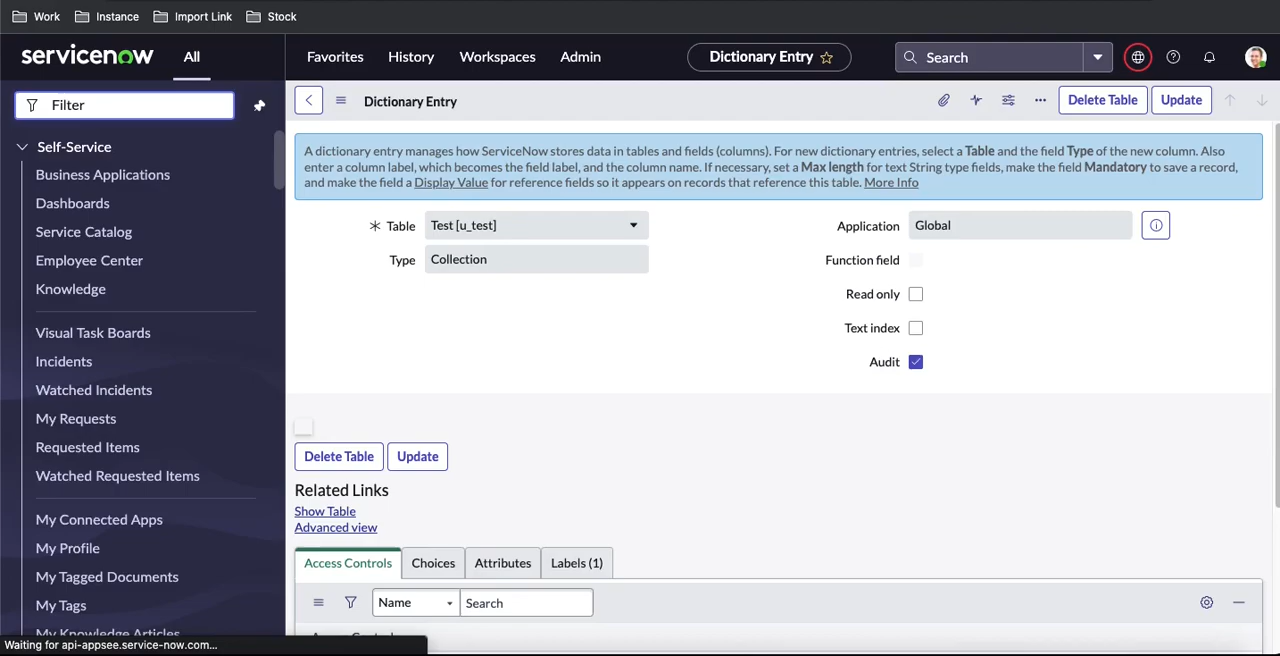 Work Instance Import Link Stock
servicenow All Favorites History Workspaces Admin Dictionary Entry Search
Filter
Self-Service
Business Applications
Dashboards
Service Catalog
Employee Center
Knowledge
Visual Task Boards
Incidents
Watched Incidents
My Requests
Requested Items
Watched Requested Items
My Connected Apps
My Profile
My Tagged Documents
My Tags
My Knowledge Articles
Waiting for api-appsee.service-now.com...
Dictionary Entry Delete Table Update
A dictionary entry manages how ServiceNow stores data in tables and fields (columns). For new dictionary entries, select a Table and the field Type of the new column. Also
enter a column label, which becomes the field label, and the column name. If necessary, set a Max length for text String type fields, make the field Mandatory to save a record,
and make the field a Display Value for reference fields so it appears on records that reference this table. More Info
Table Test [u_test]
Type Collection
Application Global
Function field
Read only
Text index
Audit
Delete Table Update
Related Links
Show Table
Advanced view
Access Controls Choices Attributes Labels (1)
Name Search